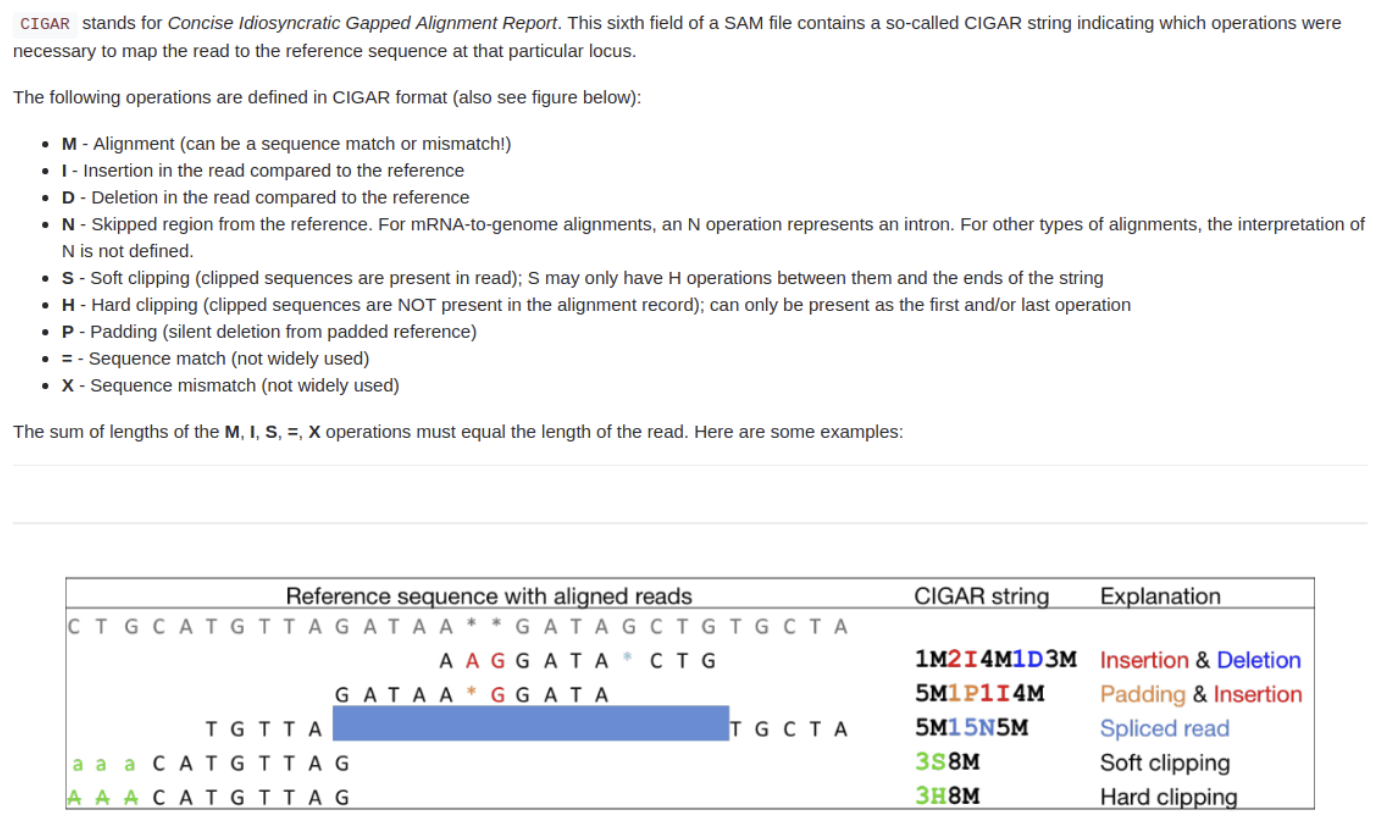 CIGAR stands for Concise Idiosyncratic Gapped Alignment Report. This sixth field of a SAM file contains a so-called CIGAR string indicating which operations were
necessary to map the read to the reference sequence at that particular locus.
The following operations are defined in CIGAR format (also see figure below):
• M - Alignment (can be a sequence match or mismatch!)
• I - Insertion in the read compared to the reference
• D - Deletion in the read compared to the reference
• N - Skipped region from the reference. For mRNA-to-genome alignments, an N operation represents an intron. For other types of alignments, the interpretation of
N is not defined.
• S - Soft clipping (clipped sequences are present in read); S may only have H operations between them and the ends of the string
• H - Hard clipping (clipped sequences are NOT present in the alignment record); can only be present as the first and/or last operation
• P - Padding (silent deletion from padded reference)
• = - Sequence match (not widely used)
• X - Sequence mismatch (not widely used)
The sum of lengths of the M, I, S, =, X operations must equal the length of the read. Here are some examples:
Reference sequence with aligned reads CIGAR string Explanation
C T G C A T G T T A G A T A A * * G A T A G C T G T G C T A
A A G G A T A * C T G 1M2I4M1D3M Insertion & Deletion
G A T A A * G G A T A 5M1P1I4M Padding & Insertion
T G T T A T G C T A 5M15N5M Spliced read
a a a C A T G T T A G 3S8M Soft clipping
A A A C A T G T T A G 3H8M Hard clipping